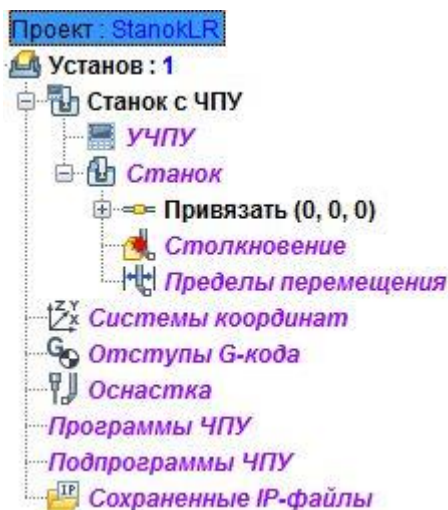 Проект : StanokLR
Установ : 1
Станок с ЧПУ
УЧПУ
Станок
Привязать (0, 0, 0)
Столкновение
Пределы перемещения
Системы координат
Отступы G-кода
Оснастка
Программы ЧПУ
Подпрограммы ЧПУ
Сохраненные IP-файлы